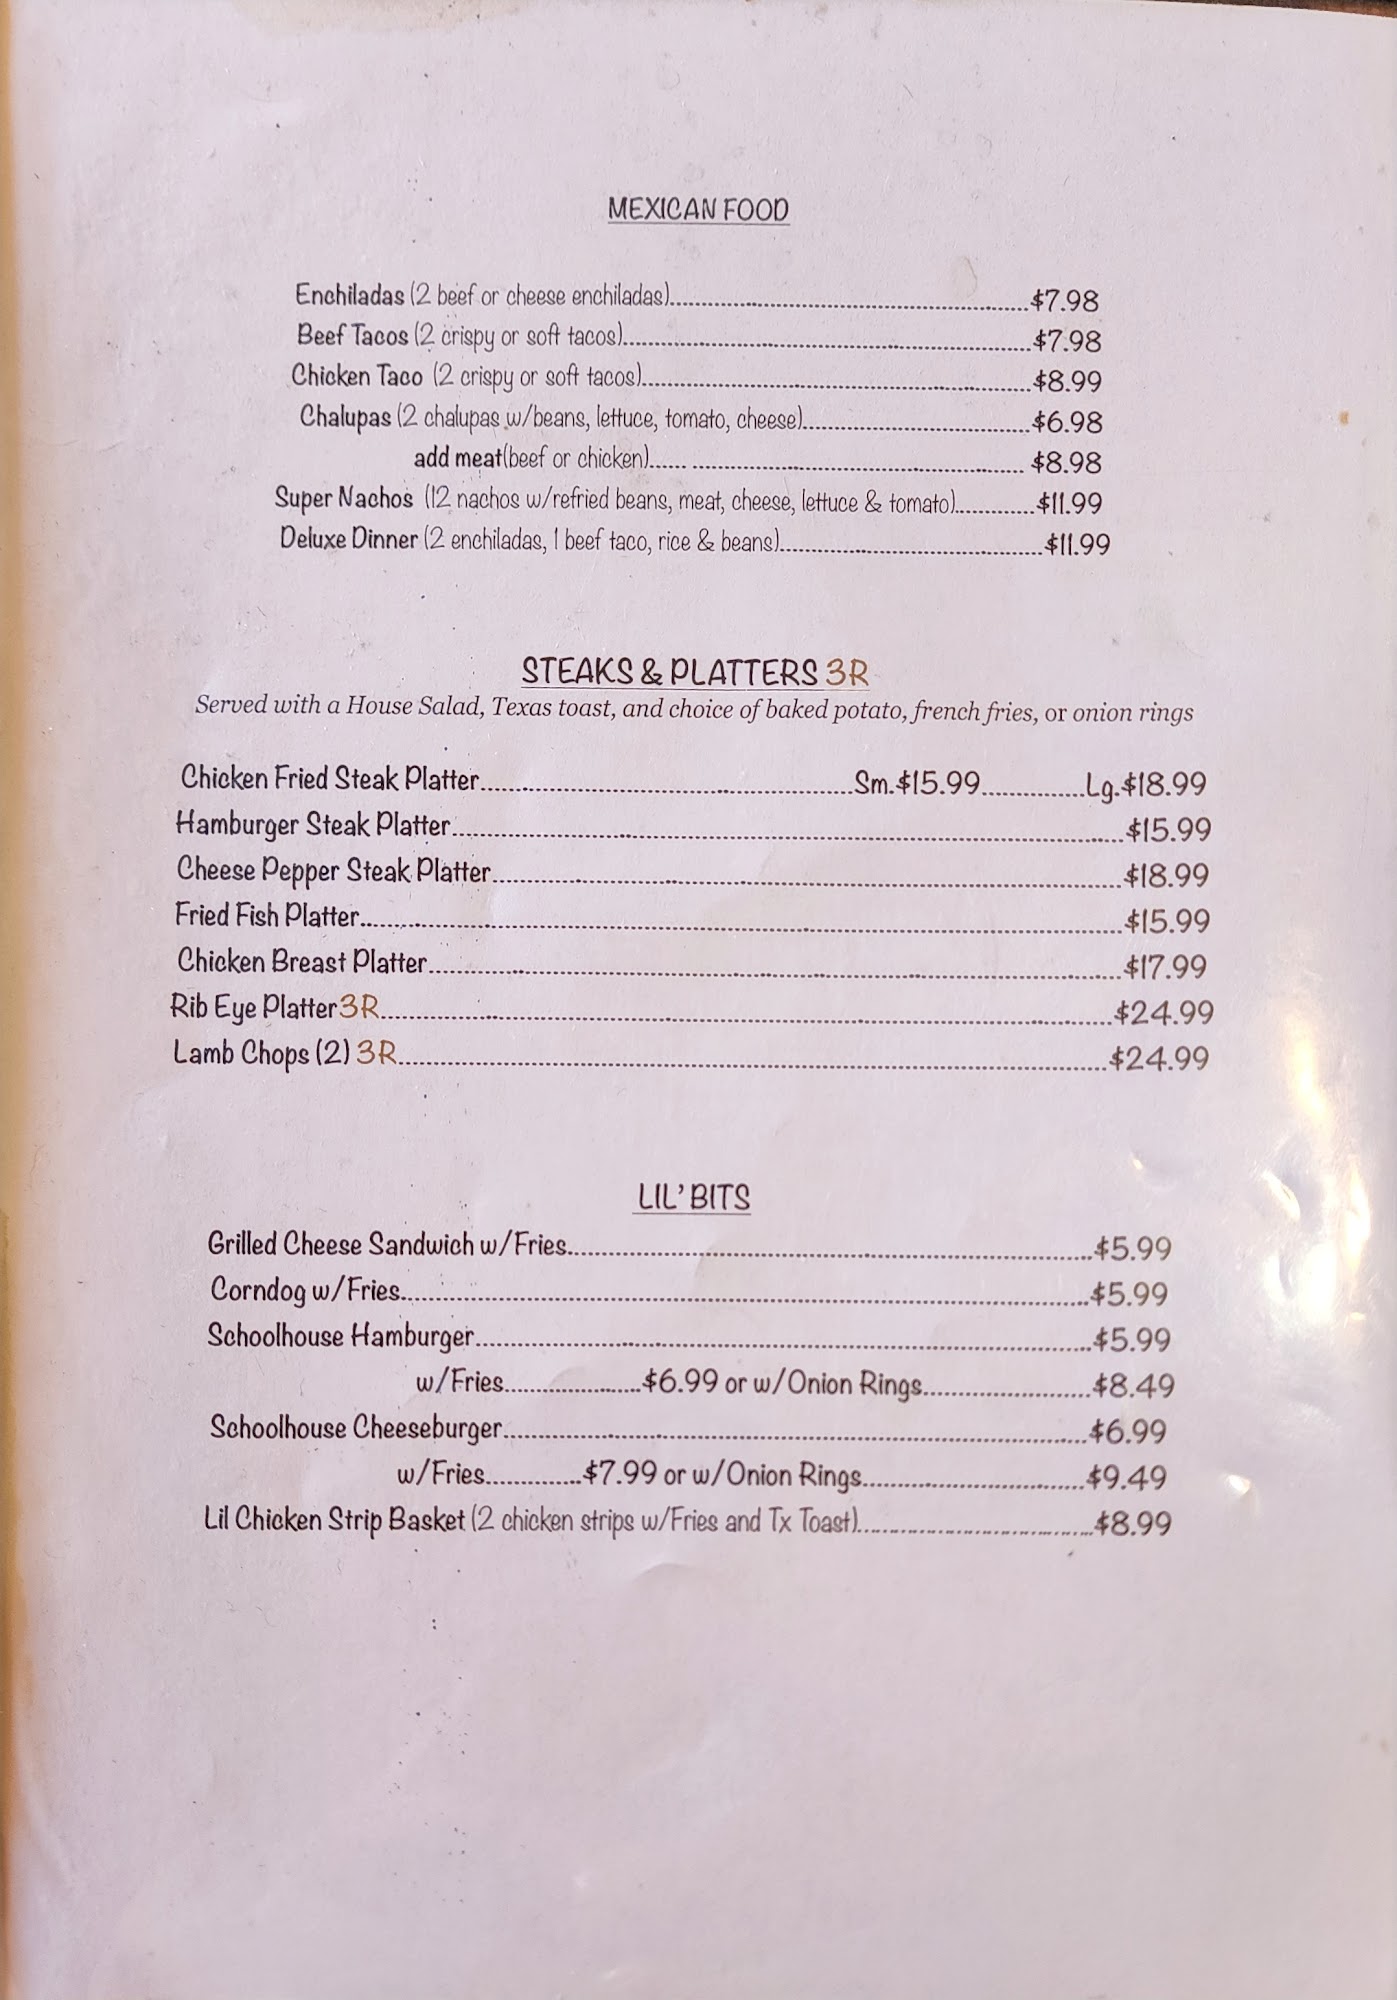 MEXICAN FOOD
Enchiladas (2 beef or cheese enchiladas)......$7.98
Beef Tacos (2 crispy or soft tacos)......$7.98
Chicken Taco (2 crispy or soft tacos)......$8.99
Chalupas (2 chalupas w/beans, lettuce, tomato, cheese)......$6.98
add meat(beef or chicken)...... ......$8.98
Super Nachos (12 nachos w/refried beans, meat, cheese, lettuce & tomato)......$11.99
Deluxe Dinner (2 enchiladas, 1 beef taco, rice & beans)......$11.99
STEAKS & PLATTERS 3R
Served with a House Salad, Texas toast, and choice of baked potato, french fries, or onion rings
Chicken Fried Steak Platter......Sm.$15.99......Lg.$18.99
Hamburger Steak Platter......$15.99
Cheese Pepper Steak Platter......$18.99
Fried Fish Platter......$15.99
Chicken Breast Platter......$17.99
Rib Eye Platter 3R......$24.99
Lamb Chops (2) 3R......$24.99
LIL' BITS
Grilled Cheese Sandwich w/Fries......$5.99
Corndog w/Fries......$5.99
Schoolhouse Hamburger......$5.99
w/Fries......$6.99 or w/Onion Rings......$8.49
Schoolhouse Cheeseburger......$6.99
w/Fries......$7.99 or w/Onion Rings......$9.49
Lil Chicken Strip Basket (2 chicken strips w/Fries and Tx Toast)......$8.99